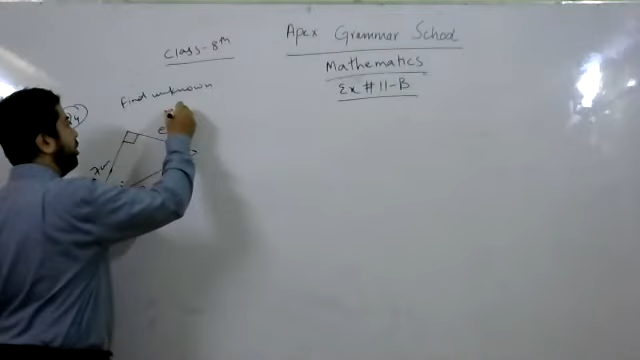 Apex Grammar School
Class-8th
Mathematics
Ex # 11-B
find unknown